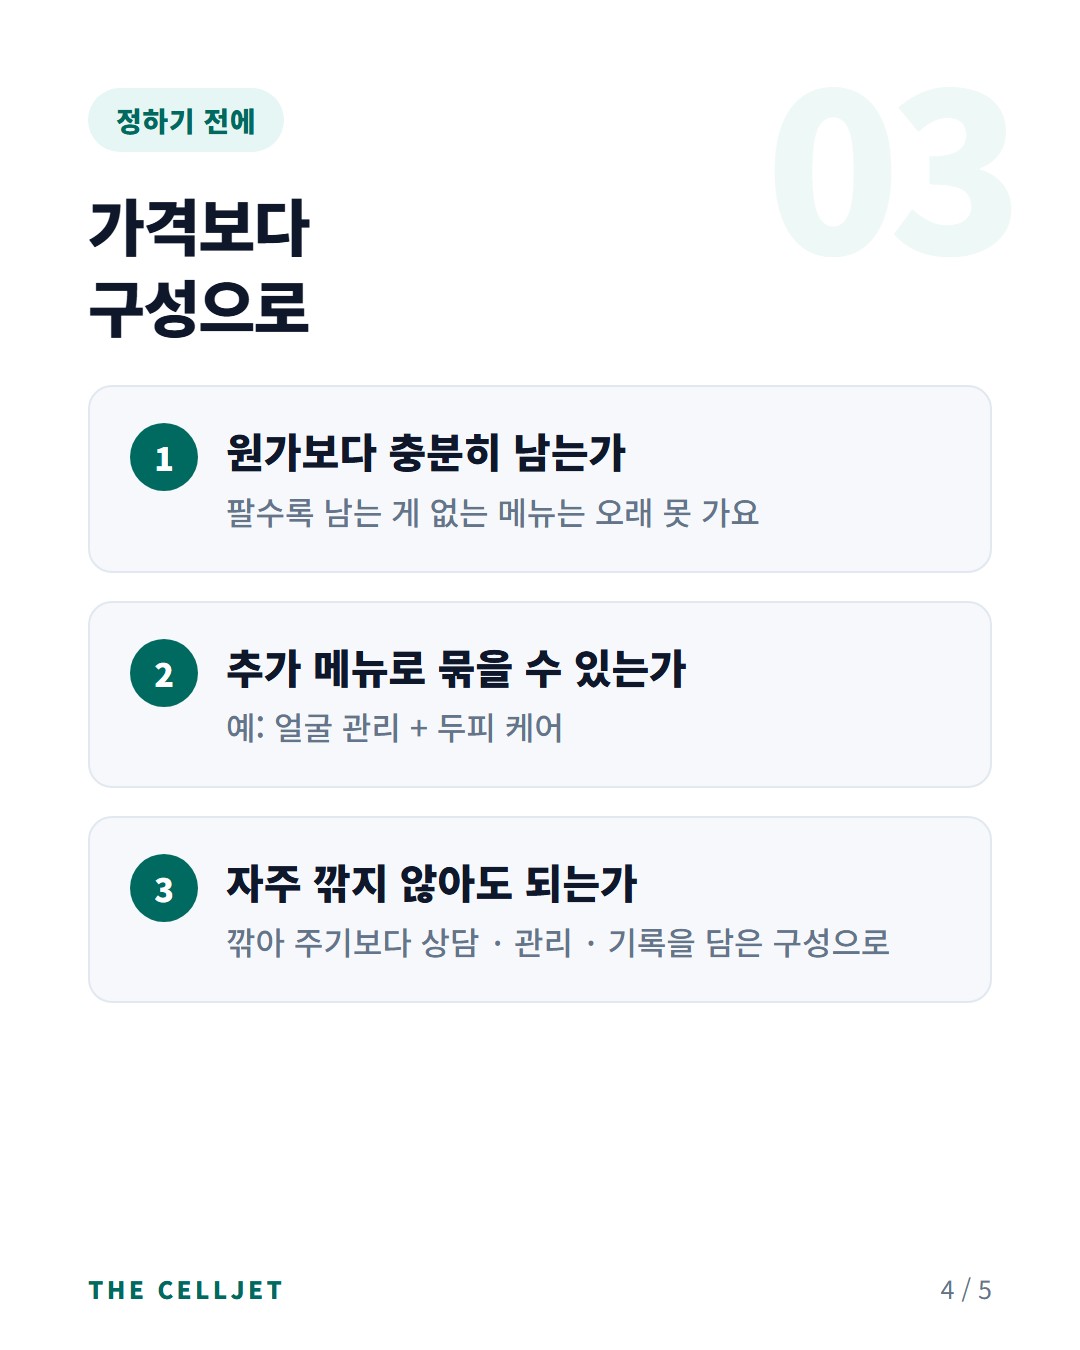 정하기 전에
03
가격보다
구성으로
1
원가보다 충분히 남는가
팔수록 남는 게 없는 메뉴는 오래 못 가요
2
추가 메뉴로 묶을 수 있는가
예: 얼굴 관리 + 두피 케어
3
자주 깎지 않아도 되는가
깎아 주기보다 상담 · 관리 · 기록을 담은 구성으로
THE CELLJET
4 / 5